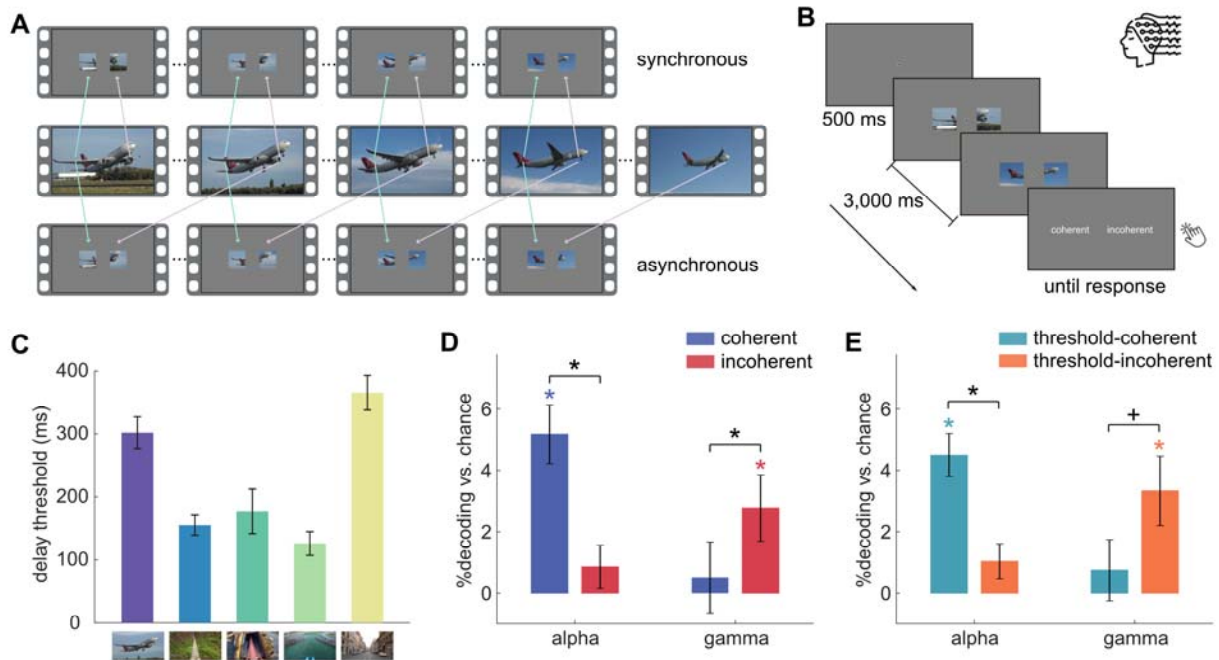 A
synchronous
asynchronous
B
500 ms
3,000 ms
coherent incoherent
until response
C
delay threshold (ms)
400
300
200
100
0
D
coherent
incoherent
%decoding vs. chance
6
4
2
0
*
*
*
*
alpha gamma
E
threshold-coherent
threshold-incoherent
%decoding vs. chance
6
4
2
0
*
*
+
*
alpha gamma